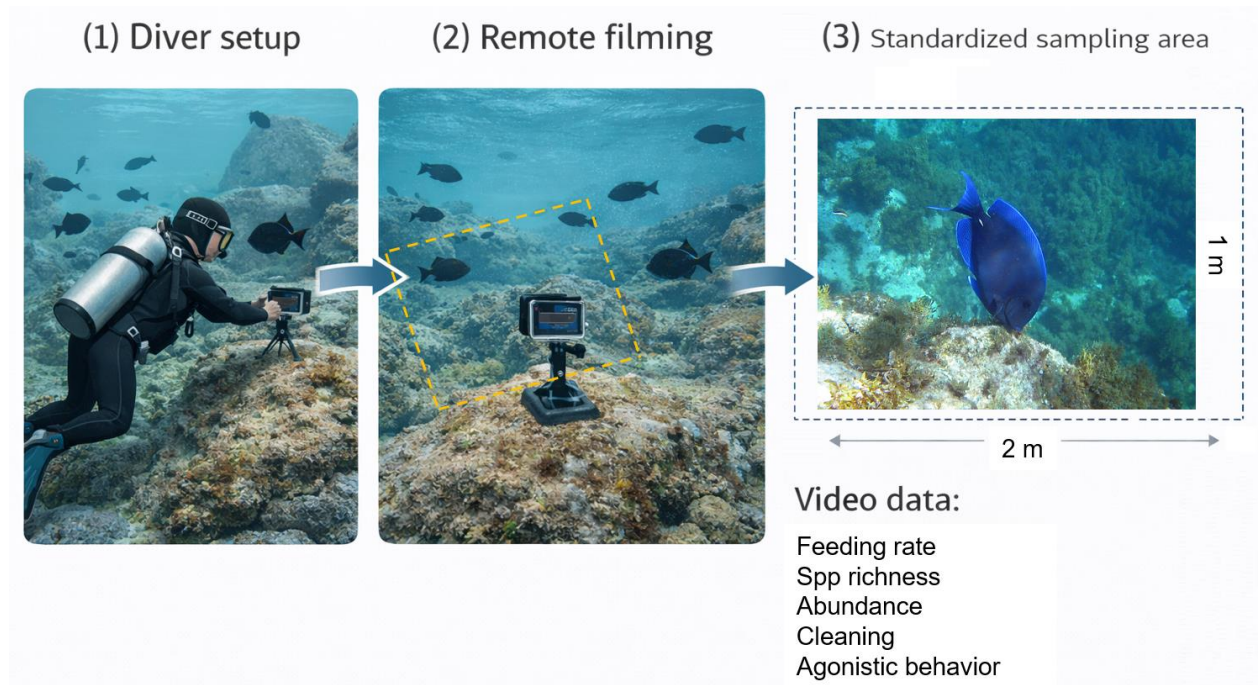 (1) Diver setup
(2) Remote filming
(3) Standardized sampling area
1 m
2 m
Video data:
Feeding rate
Spp richness
Abundance
Cleaning
Agonistic behavior